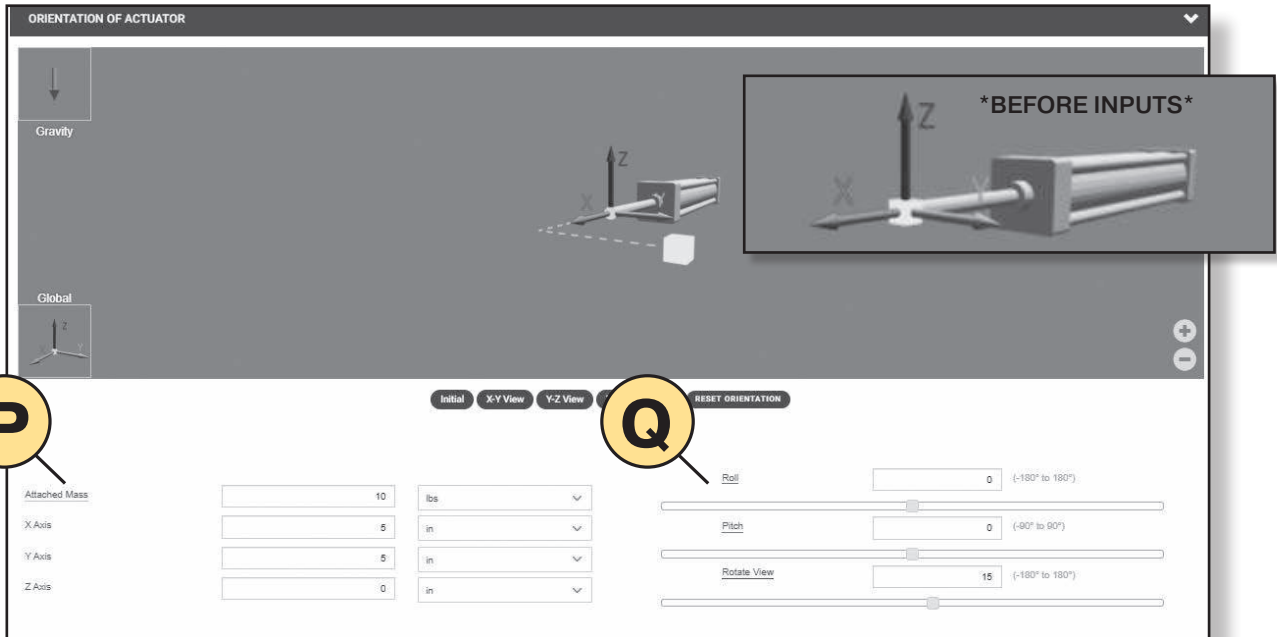 ORIENTATION OF ACTUATOR
Gravity
*BEFORE INPUTS*
Z
X
Y
Z
X
Y
Global
Z
Y
Initial X-Y View Y-Z View RESET ORIENTATION
P
Q
Attached Mass 10 lbs
X Axis 5 in
Y Axis 5 in
Z Axis 0 in
Roll 0 (-180° to 180°)
Pitch 0 (-90° to 90°)
Rotate View 15 (-180° to 180°)